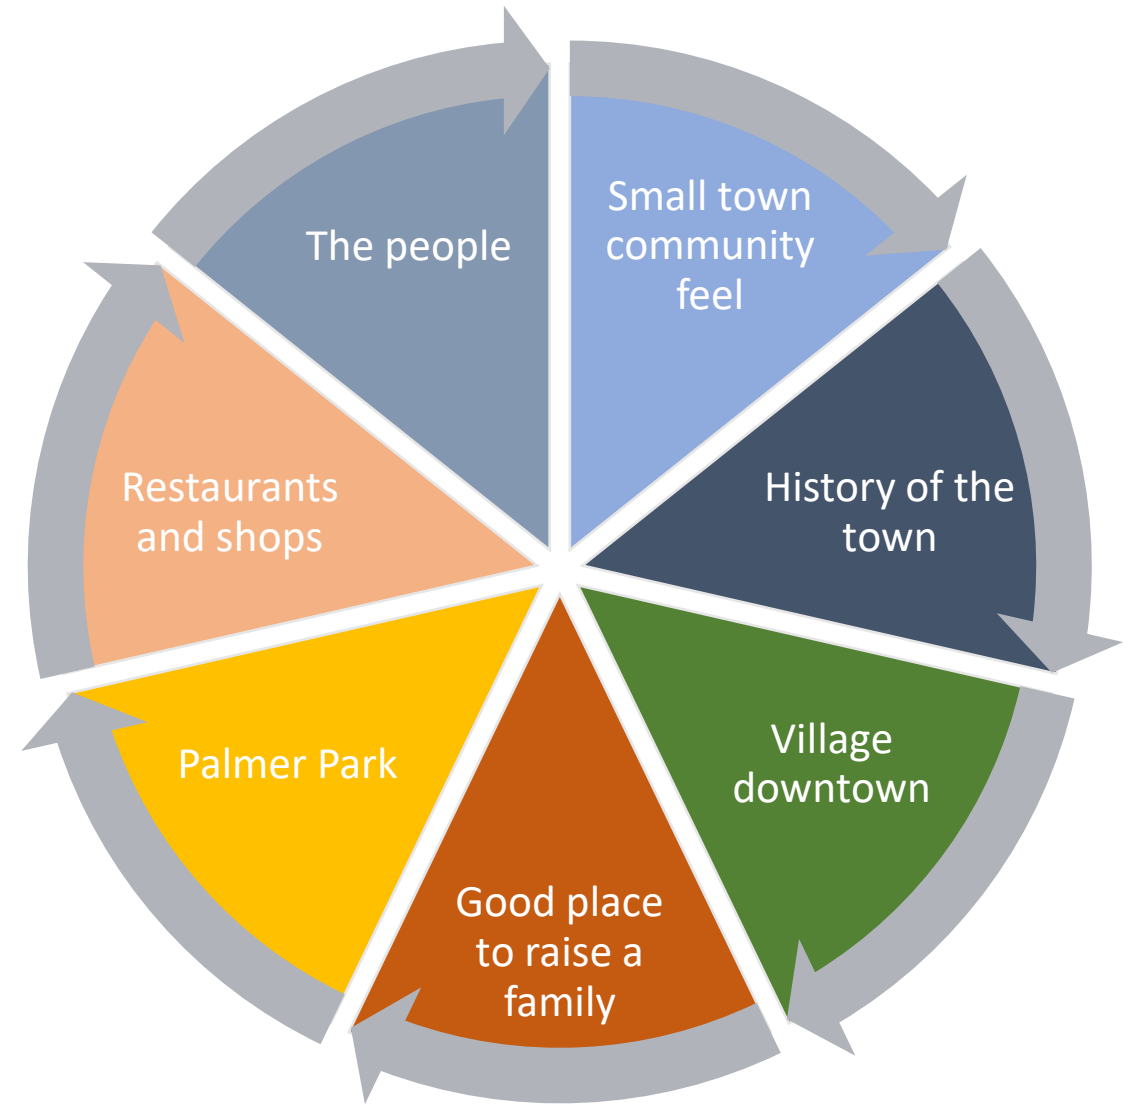 Small town
community
feel
History of the
town
Village
downtown
Good place
to raise a
family
Palmer Park
Restaurants
and shops
The people